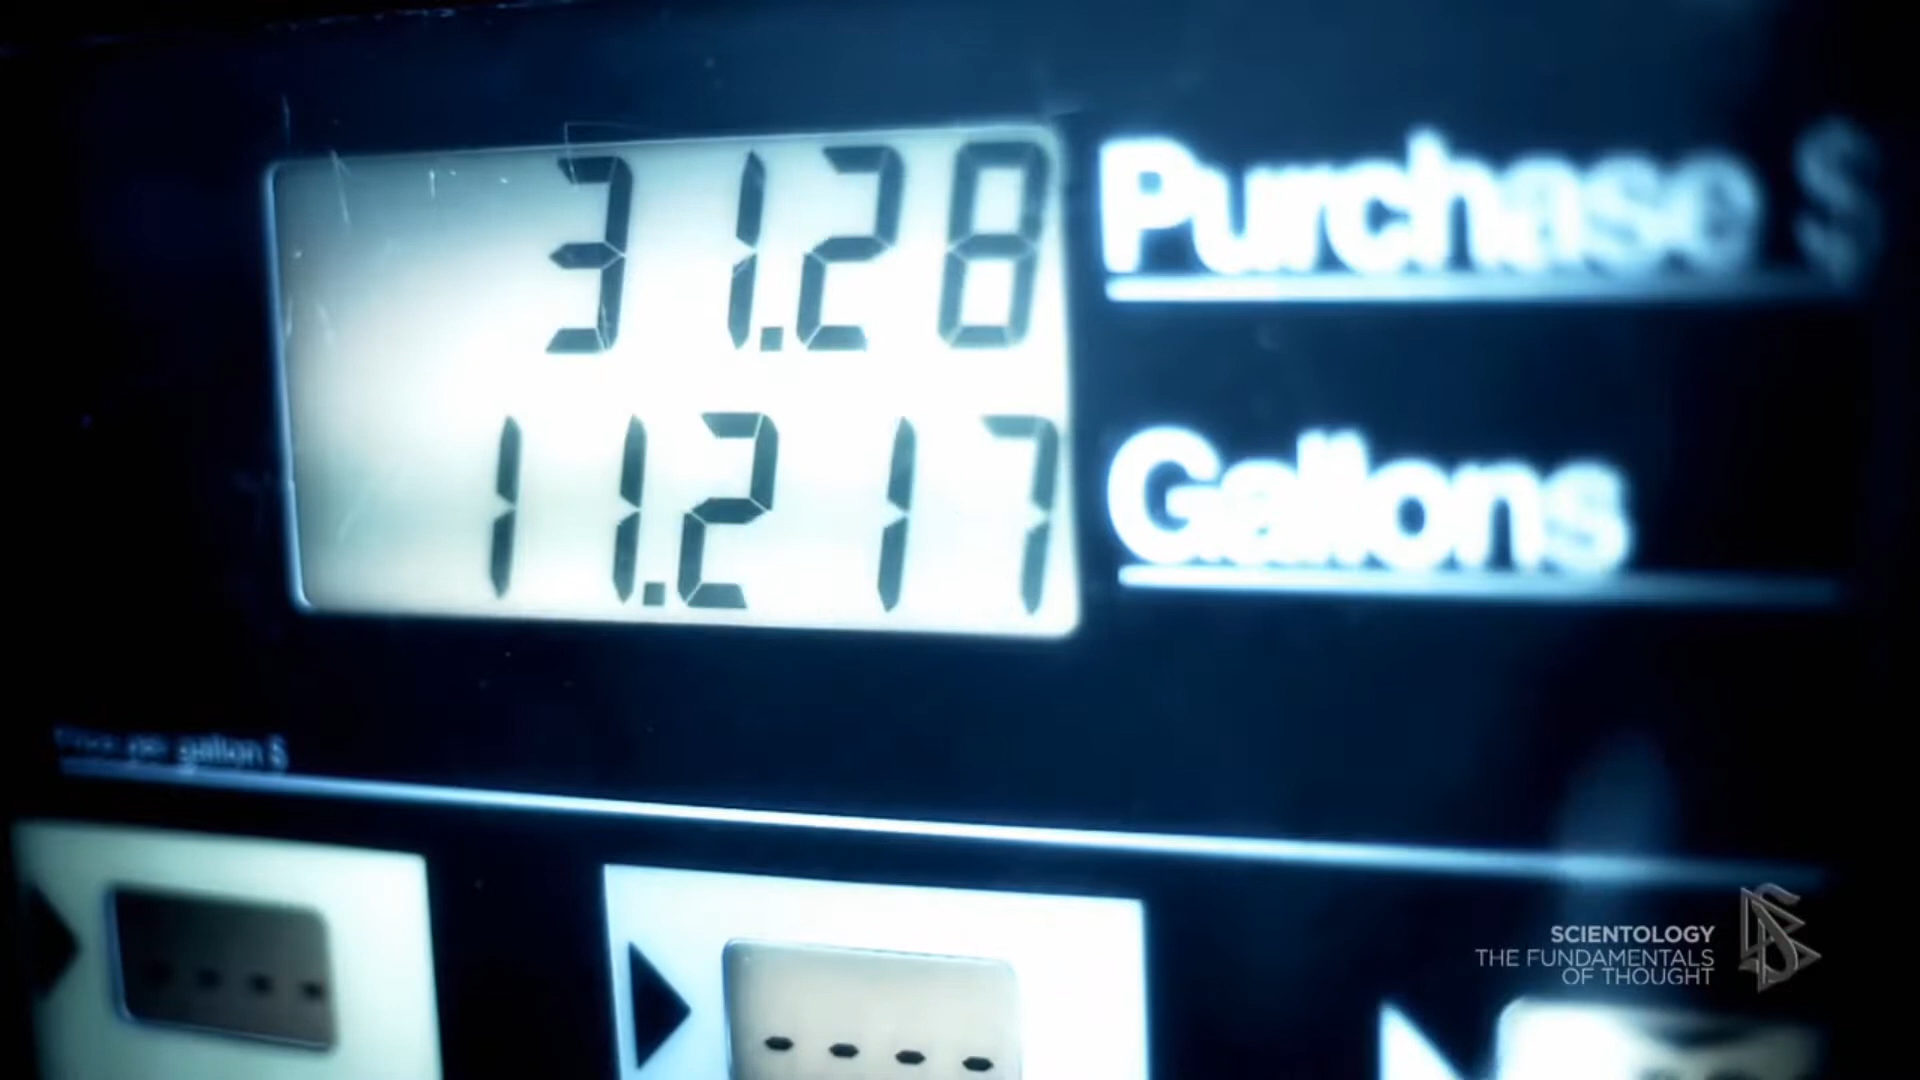 31.28 Purchase $
11.217 Gallons
Price per gallon $
SCIENTOLOGY
THE FUNDAMENTALS
OF THOUGHT